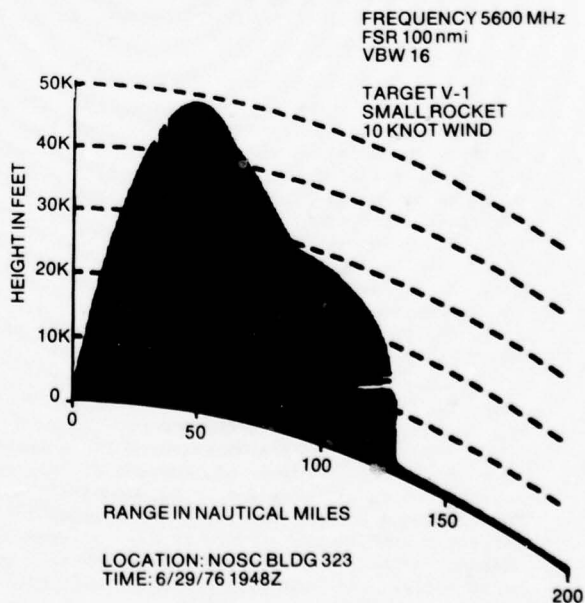 FREQUENCY 5600 MHz
FSR 100 nmi
VBW 16
TARGET V-1
SMALL ROCKET
10 KNOT WIND
HEIGHT IN FEET
50K
40K
30K
20K
10K
0
0
50
100
150
200
RANGE IN NAUTICAL MILES
LOCATION: NOSC BLDG 323
TIME: 6/29/76 1948Z